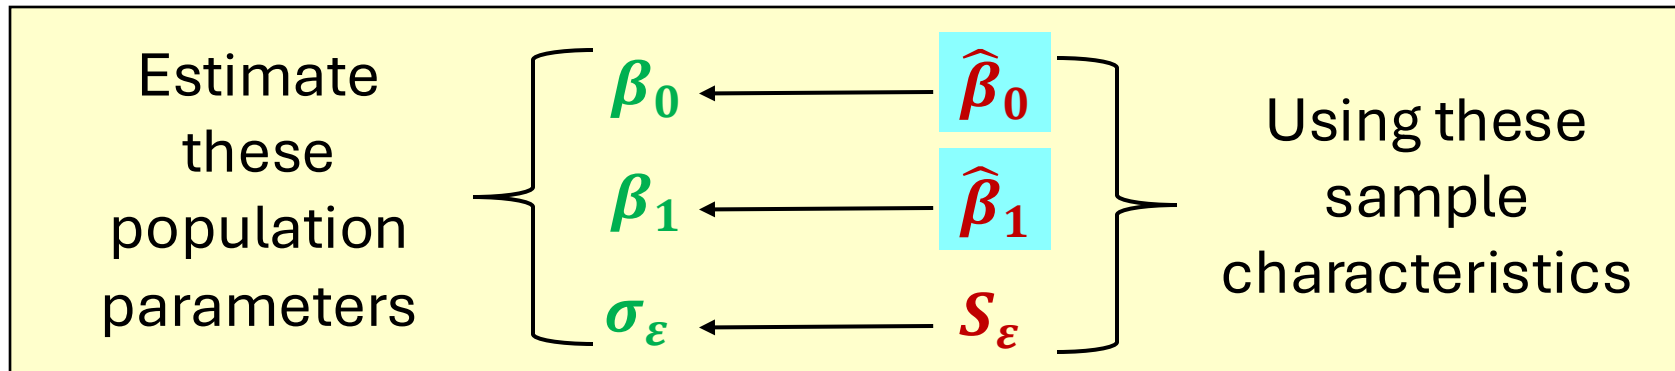 Estimate
these
population
parameters
β₀ ← β̂₀
β₁ ← β̂₁
σ_ε ← S_ε
Using these
sample
characteristics